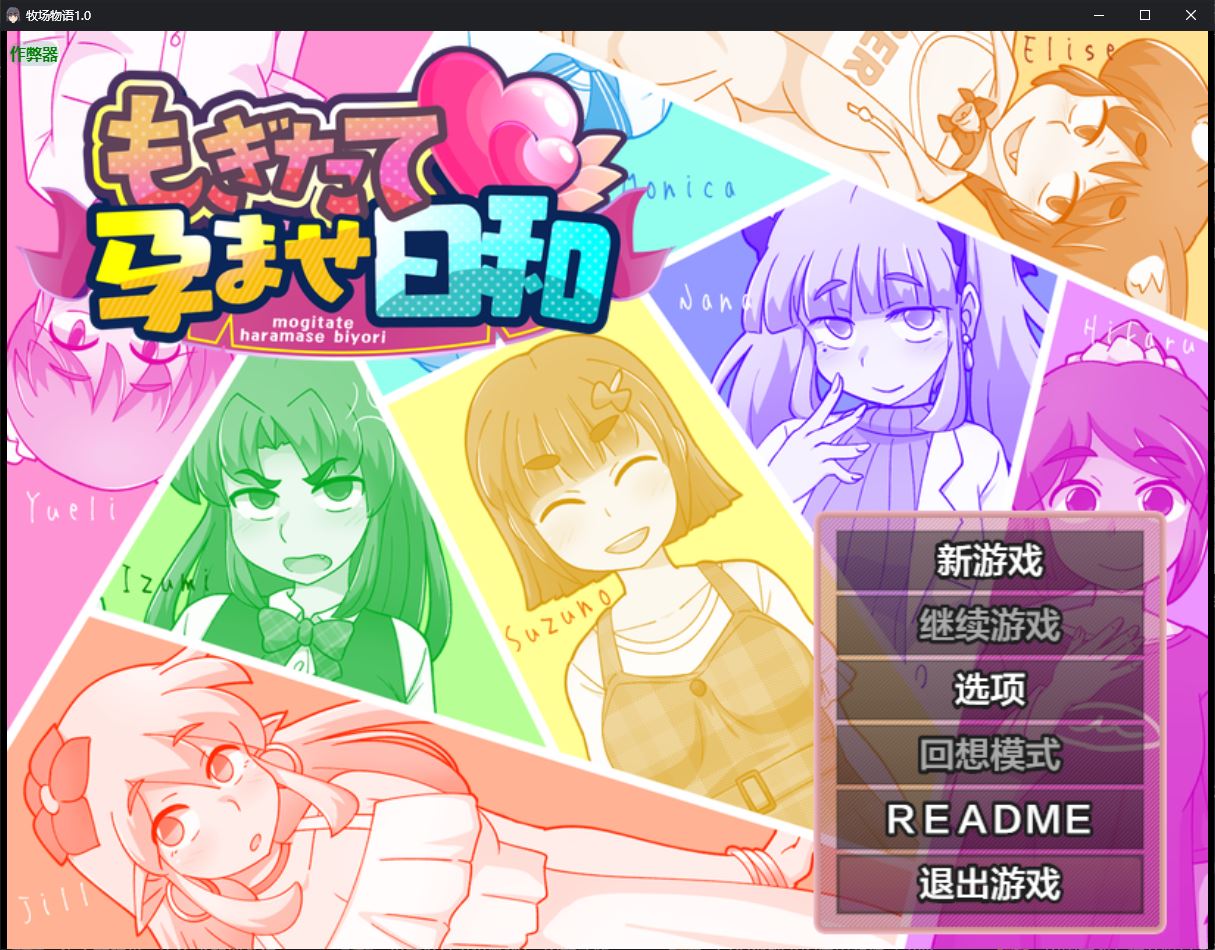 牧场物语1.0
作弊器
Elise
もぎたて
孕ませ日和
mogitate
haramase biyori
Monica
Nana
Hikaru
Yueli
Izumi
Suzuno
Jill
新游戏
继续游戏
选项
回想模式
README
退出游戏